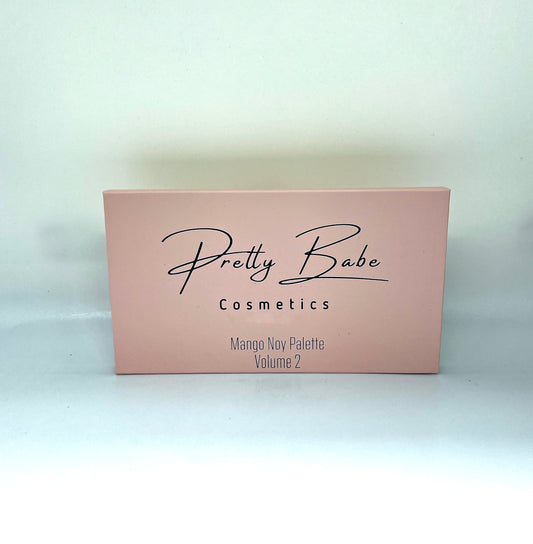 Pretty Babe
Cosmetics
Mango Noy Palette
Volume 2